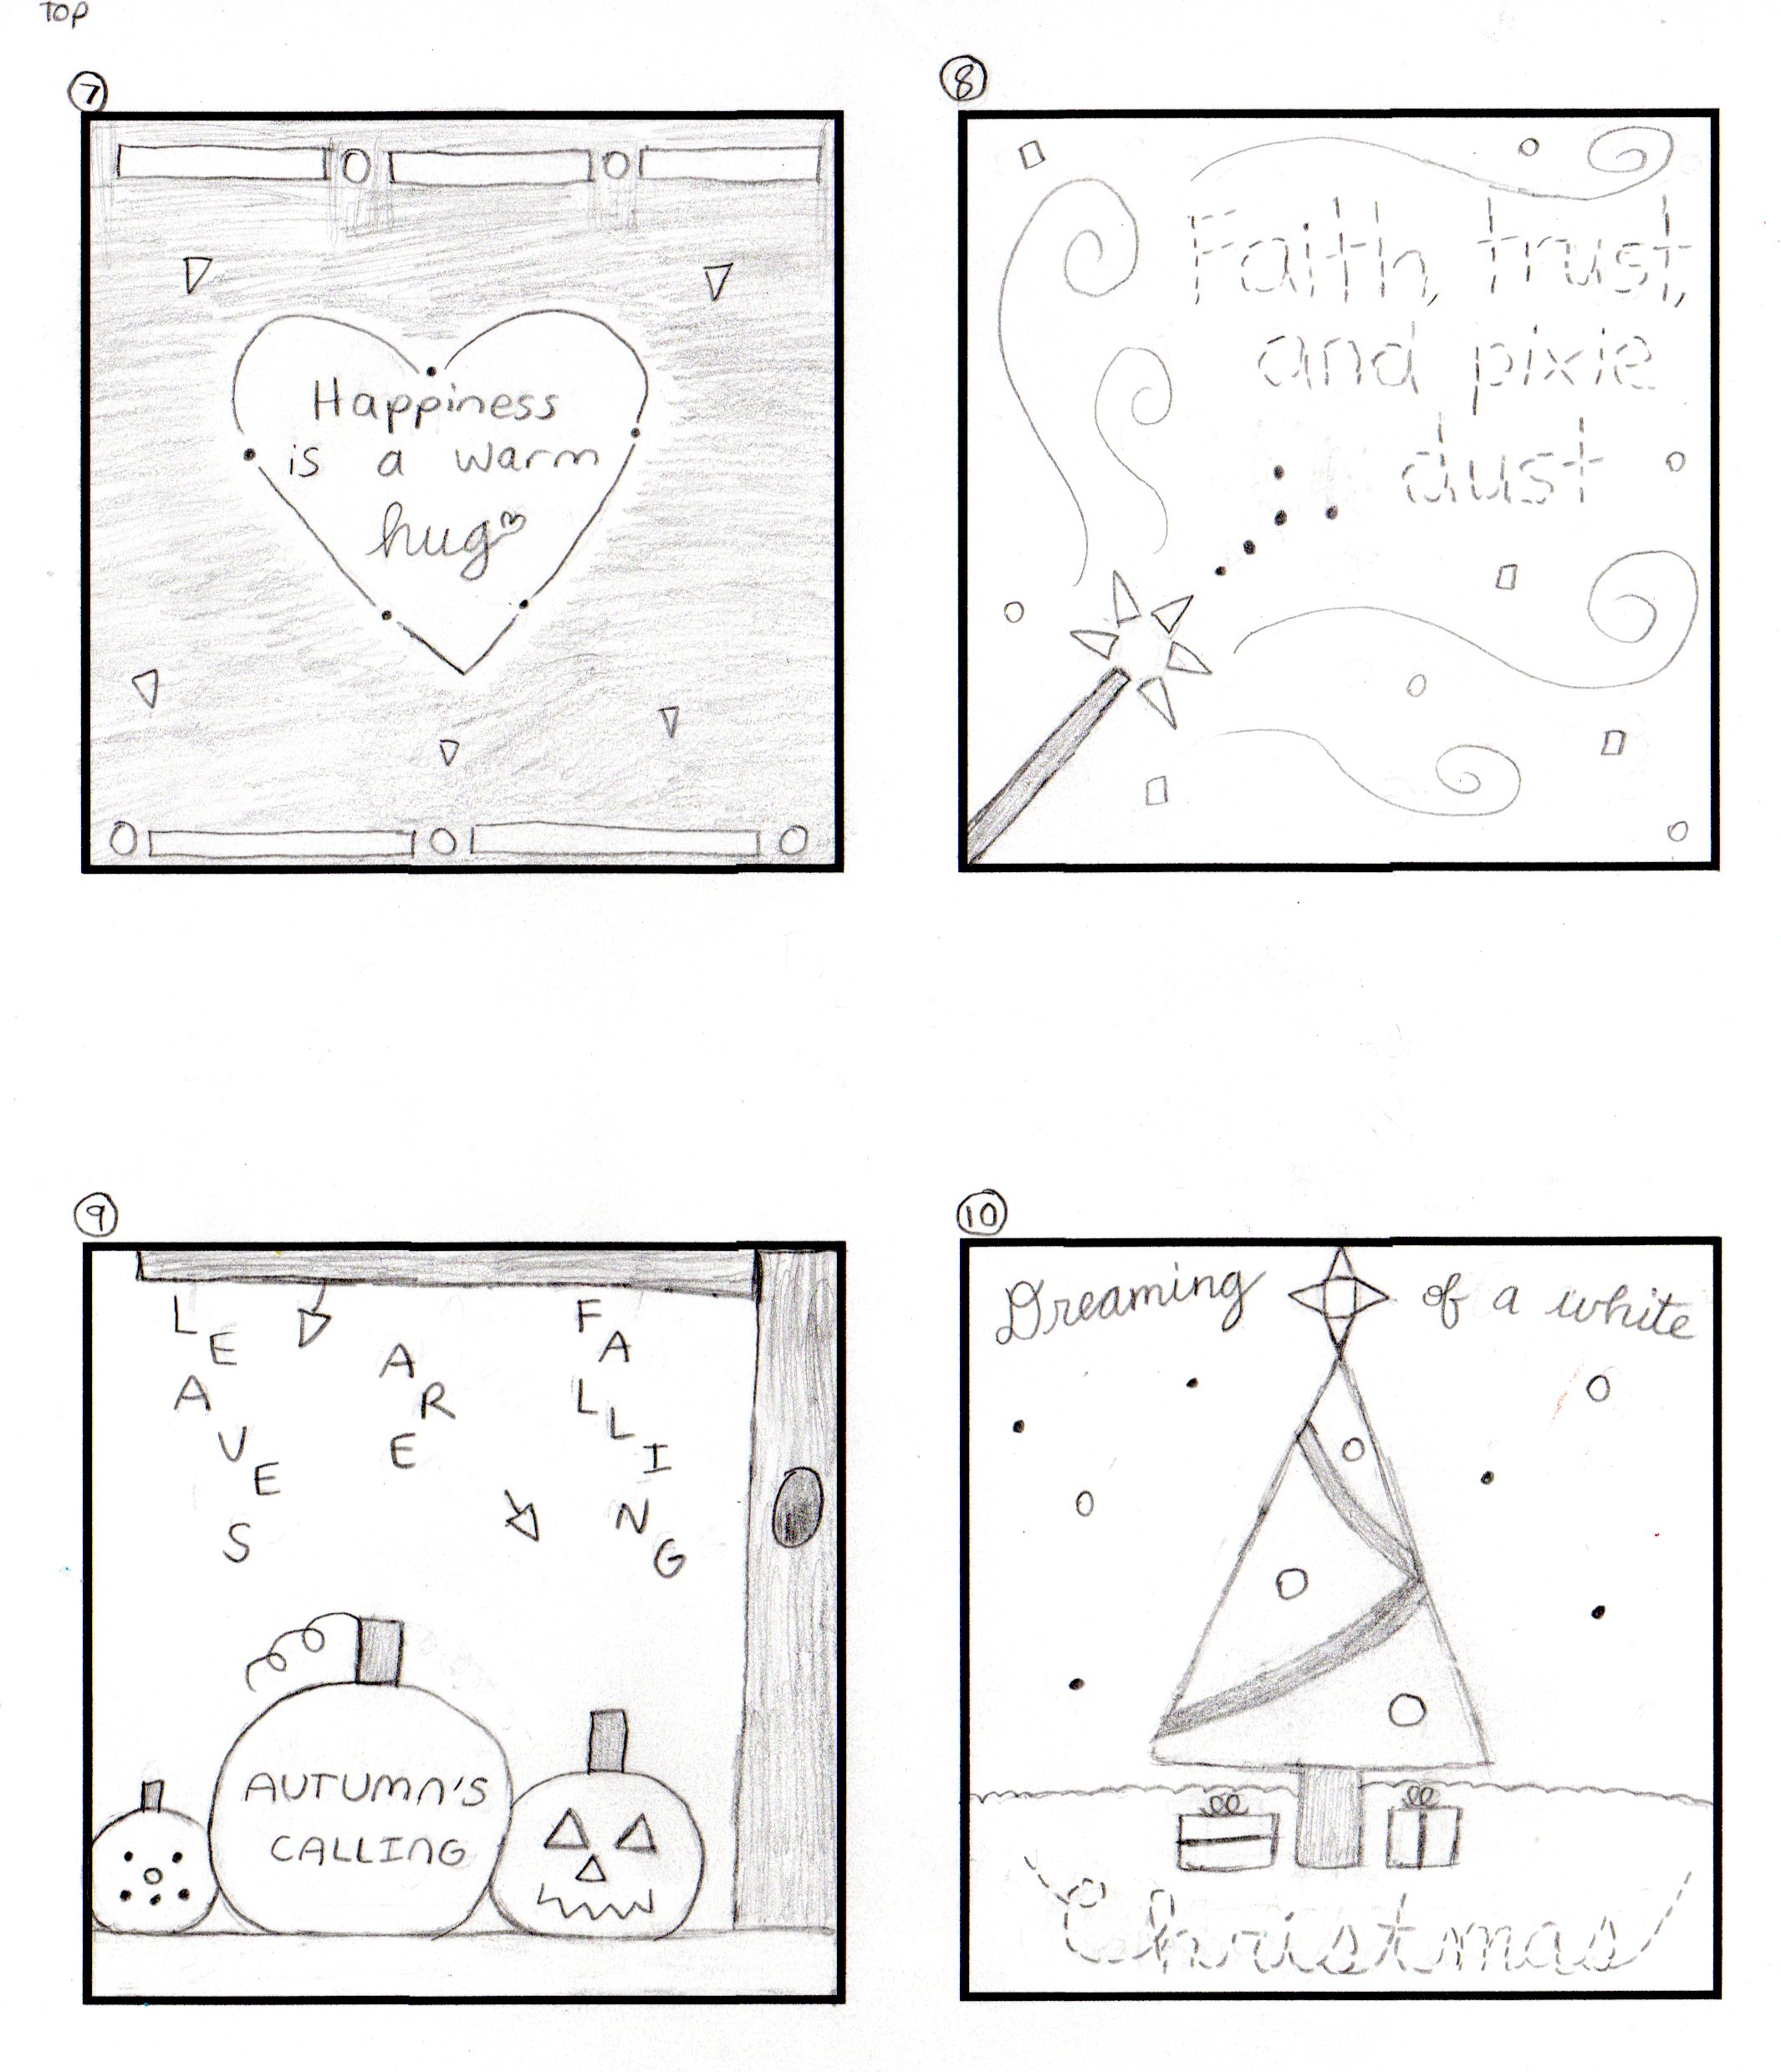 TOP
7
Happiness
is a warm
hug
8
Faith, trust,
and pixie
dust
9
LEAVES ARE FALLING
AUTUMN'S
CALLING
10
Dreaming of a white
Christmas